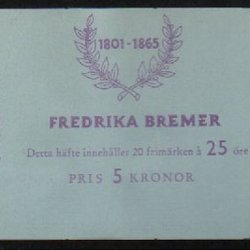 1801-1865
FREDRIKA BREMER
Detta häfte innehåller 20 frimärken à 25 öre
PRIS 5 KRONOR